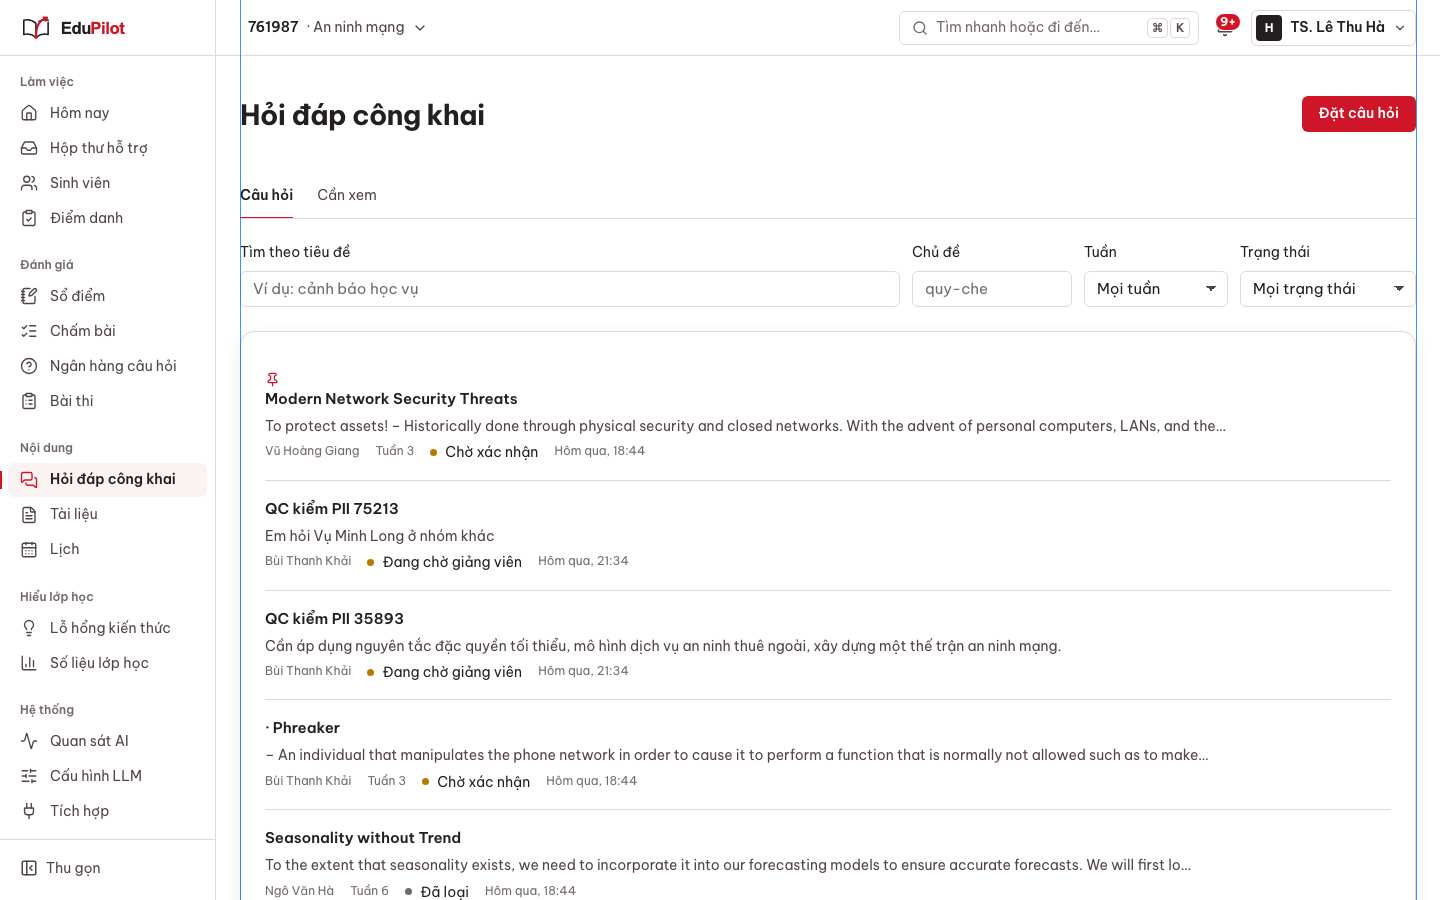 EduPilot
761987 · An ninh mạng
Tìm nhanh hoặc đi đến...
⌘ K
9+
H TS. Lê Thu Hà
Làm việc
Hôm nay
Hộp thư hỗ trợ
Sinh viên
Điểm danh
Đánh giá
Sổ điểm
Chấm bài
Ngân hàng câu hỏi
Bài thi
Nội dung
Hỏi đáp công khai
Tài liệu
Lịch
Hiểu lớp học
Lỗ hổng kiến thức
Số liệu lớp học
Hệ thống
Quan sát AI
Cấu hình LLM
Tích hợp
Thu gọn
Hỏi đáp công khai
Đặt câu hỏi
Câu hỏi Cần xem
Tìm theo tiêu đề Chủ đề Tuần Trạng thái
Ví dụ: cảnh báo học vụ quy-che Mọi tuần Mọi trạng thái
Modern Network Security Threats
To protect assets! – Historically done through physical security and closed networks. With the advent of personal computers, LANs, and the...
Vũ Hoàng Giang Tuần 3 Chờ xác nhận Hôm qua, 18:44
QC kiểm PII 75213
Em hỏi Vụ Minh Long ở nhóm khác
Bùi Thanh Khải Đang chờ giảng viên Hôm qua, 21:34
QC kiểm PII 35893
Cần áp dụng nguyên tắc đặc quyền tối thiểu, mô hình dịch vụ an ninh thuê ngoài, xây dựng một thế trận an ninh mạng.
Bùi Thanh Khải Đang chờ giảng viên Hôm qua, 21:34
· Phreaker
– An individual that manipulates the phone network in order to cause it to perform a function that is normally not allowed such as to make...
Bùi Thanh Khải Tuần 3 Chờ xác nhận Hôm qua, 18:44
Seasonality without Trend
To the extent that seasonality exists, we need to incorporate it into our forecasting models to ensure accurate forecasts. We will first lo...
Ngô Văn Hà Tuần 6 Đã loại Hôm qua, 18:44